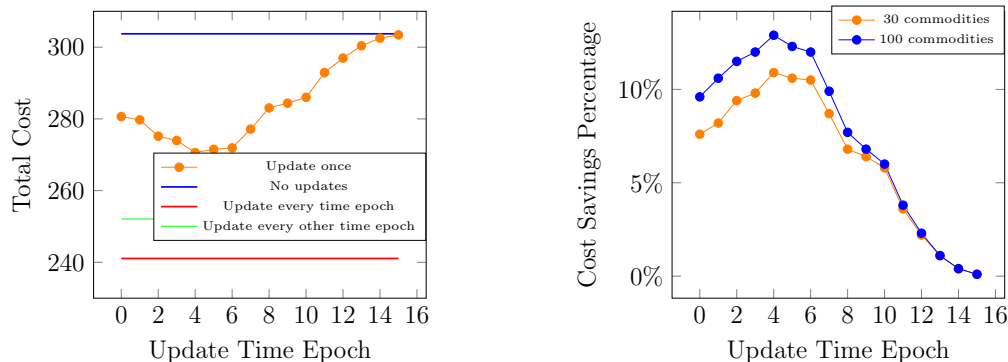 Total Cost
300
280
260
240
0 2 4 6 8 10 12 14 16
Update Time Epoch
Update once
No updates
Update every time epoch
Update every other time epoch
Cost Savings Percentage
10%
5%
0%
0 2 4 6 8 10 12 14 16
Update Time Epoch
30 commodities
100 commodities